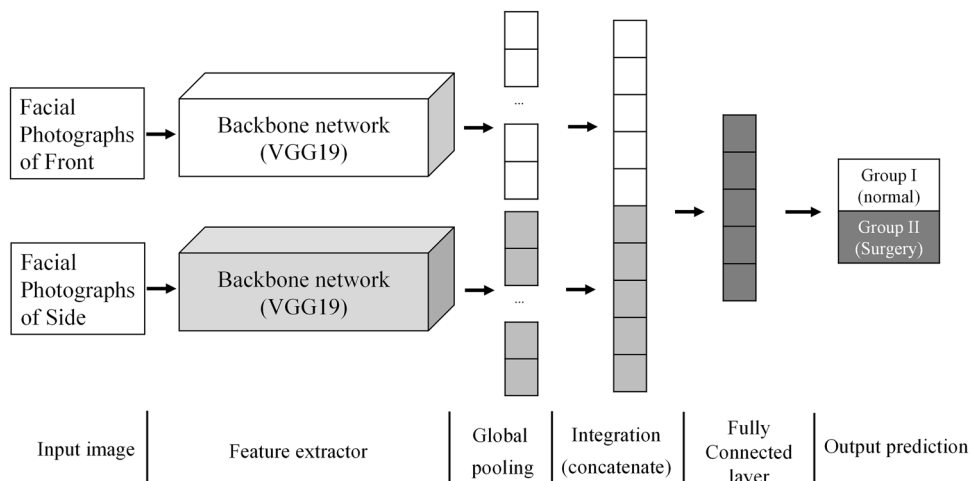 Facial
Photographs
of Front
Backbone network
(VGG19)
...
Group I
(normal)
Group II
(Surgery)
Facial
Photographs
of Side
Backbone network
(VGG19)
...
Input image
Feature extractor
Global
pooling
Integration
(concatenate)
Fully
Connected
layer
Output prediction